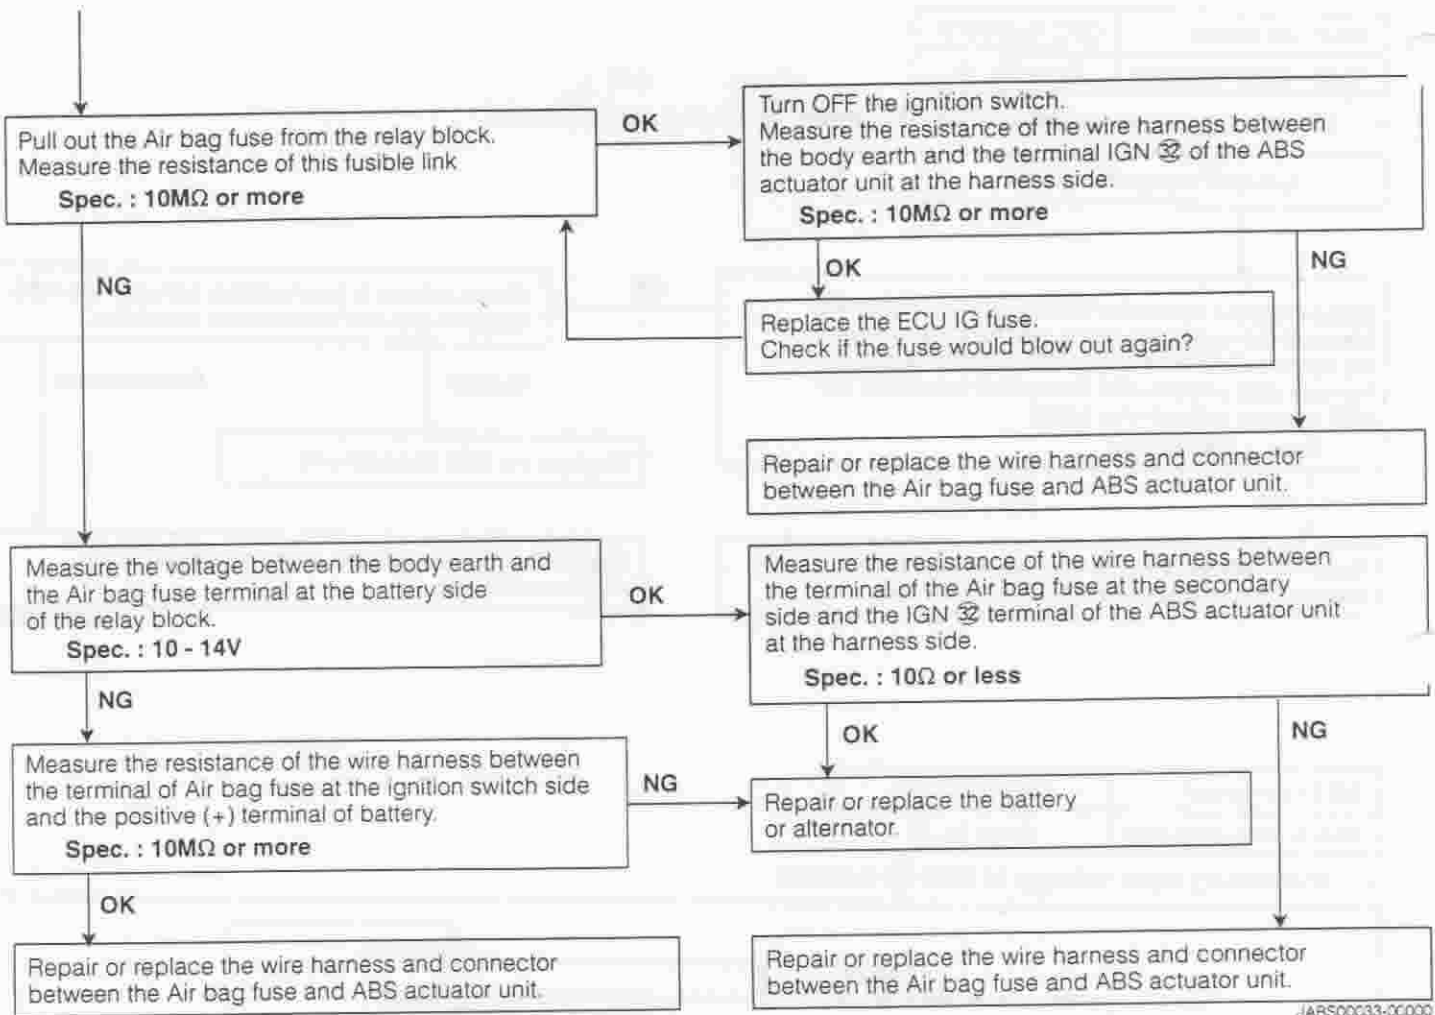 Pull out the Air bag fuse from the relay block.
Measure the resistance of this fusible link
Spec. : 10MΩ or more
OK
Turn OFF the ignition switch.
Measure the resistance of the wire harness between
the body earth and the terminal IGN ㉜ of the ABS
actuator unit at the harness side.
Spec. : 10MΩ or more
NG
OK
NG
Replace the ECU IG fuse.
Check if the fuse would blow out again?
Repair or replace the wire harness and connector
between the Air bag fuse and ABS actuator unit.
Measure the voltage between the body earth and
the Air bag fuse terminal at the battery side
of the relay block.
Spec. : 10 - 14V
OK
Measure the resistance of the wire harness between
the terminal of the Air bag fuse at the secondary
side and the IGN ㉜ terminal of the ABS actuator unit
at the harness side.
Spec. : 10Ω or less
NG
OK
NG
Measure the resistance of the wire harness between
the terminal of Air bag fuse at the ignition switch side
and the positive (+) terminal of battery.
Spec. : 10MΩ or more
NG
Repair or replace the battery
or alternator.
OK
Repair or replace the wire harness and connector
between the Air bag fuse and ABS actuator unit.
Repair or replace the wire harness and connector
between the Air bag fuse and ABS actuator unit.
JABS00033-00000